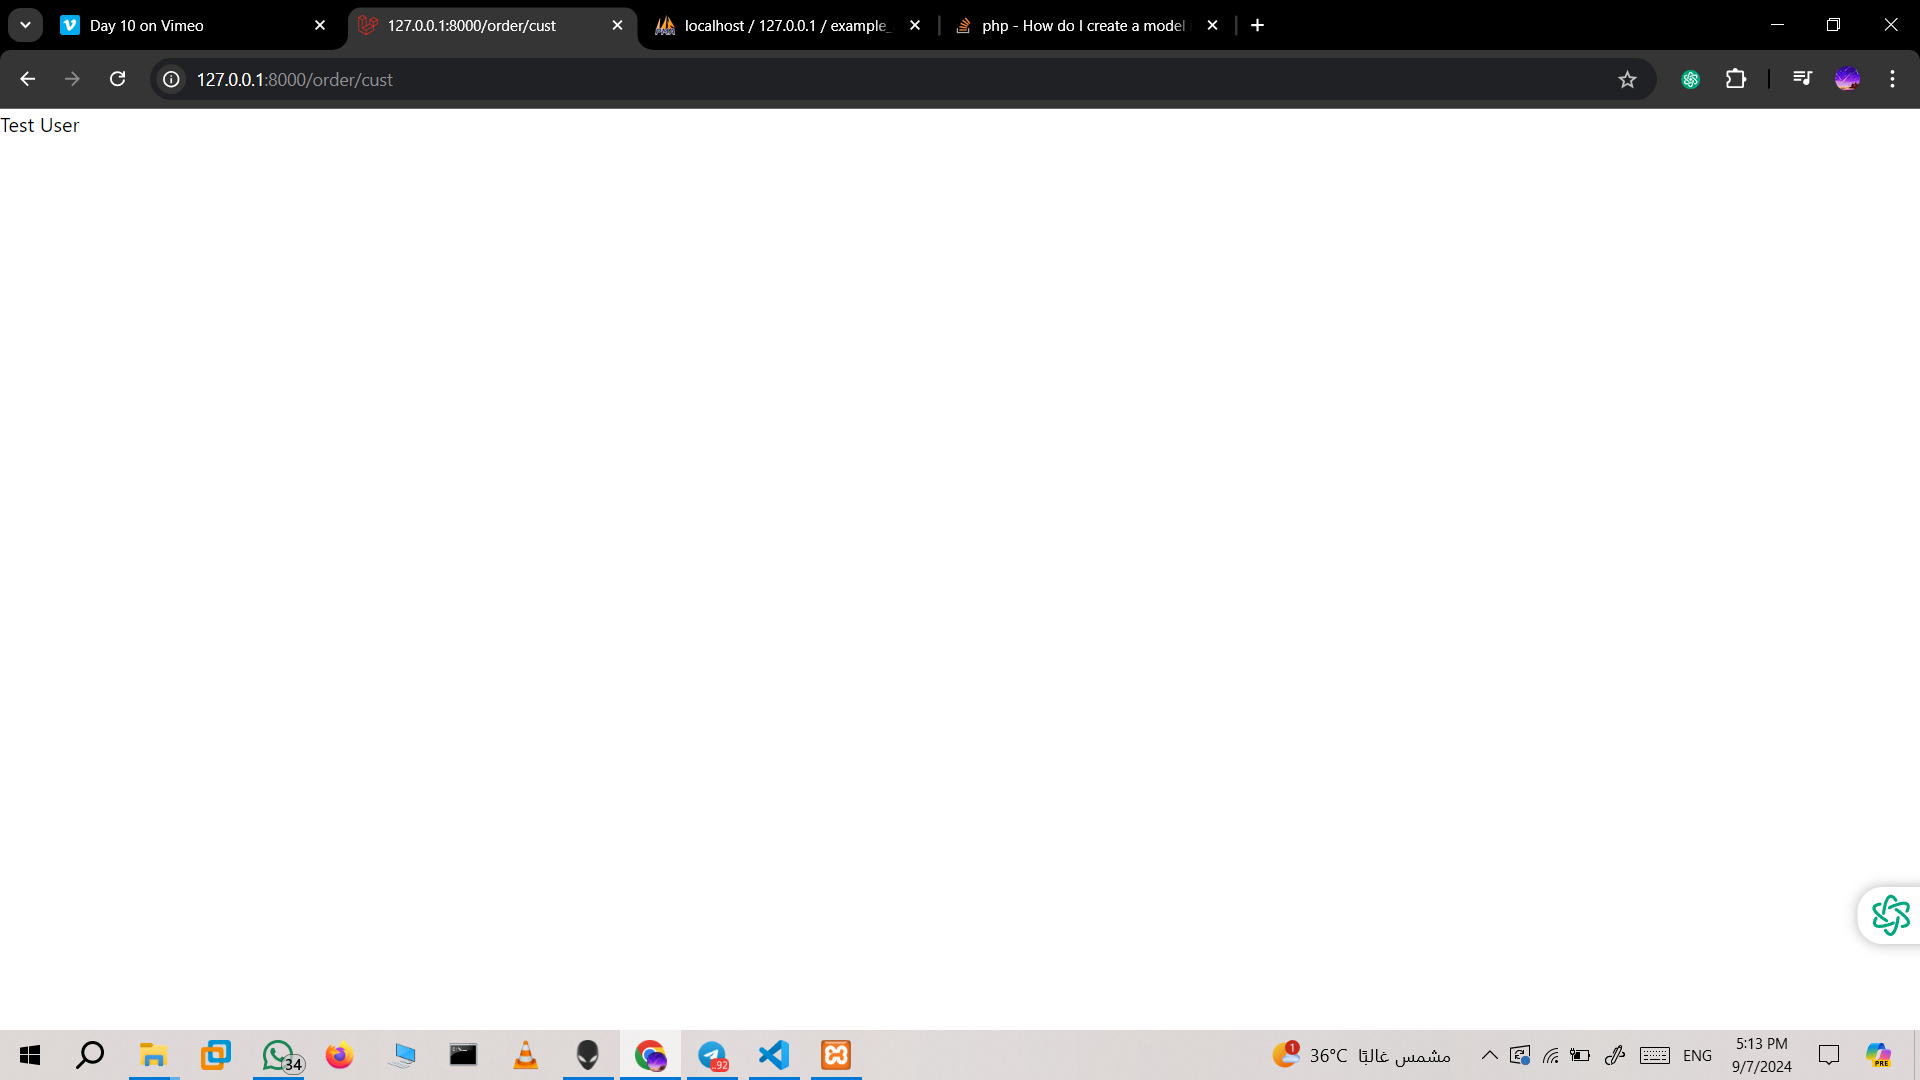 Day 10 on Vimeo
127.0.0.1:8000/order/cust
localhost / 127.0.0.1 / example_
php - How do I create a model
127.0.0.1:8000/order/cust
Test User
34
..92
1
36°C مشمس غالبًا
ENG
5:13 PM
9/7/2024
PRE